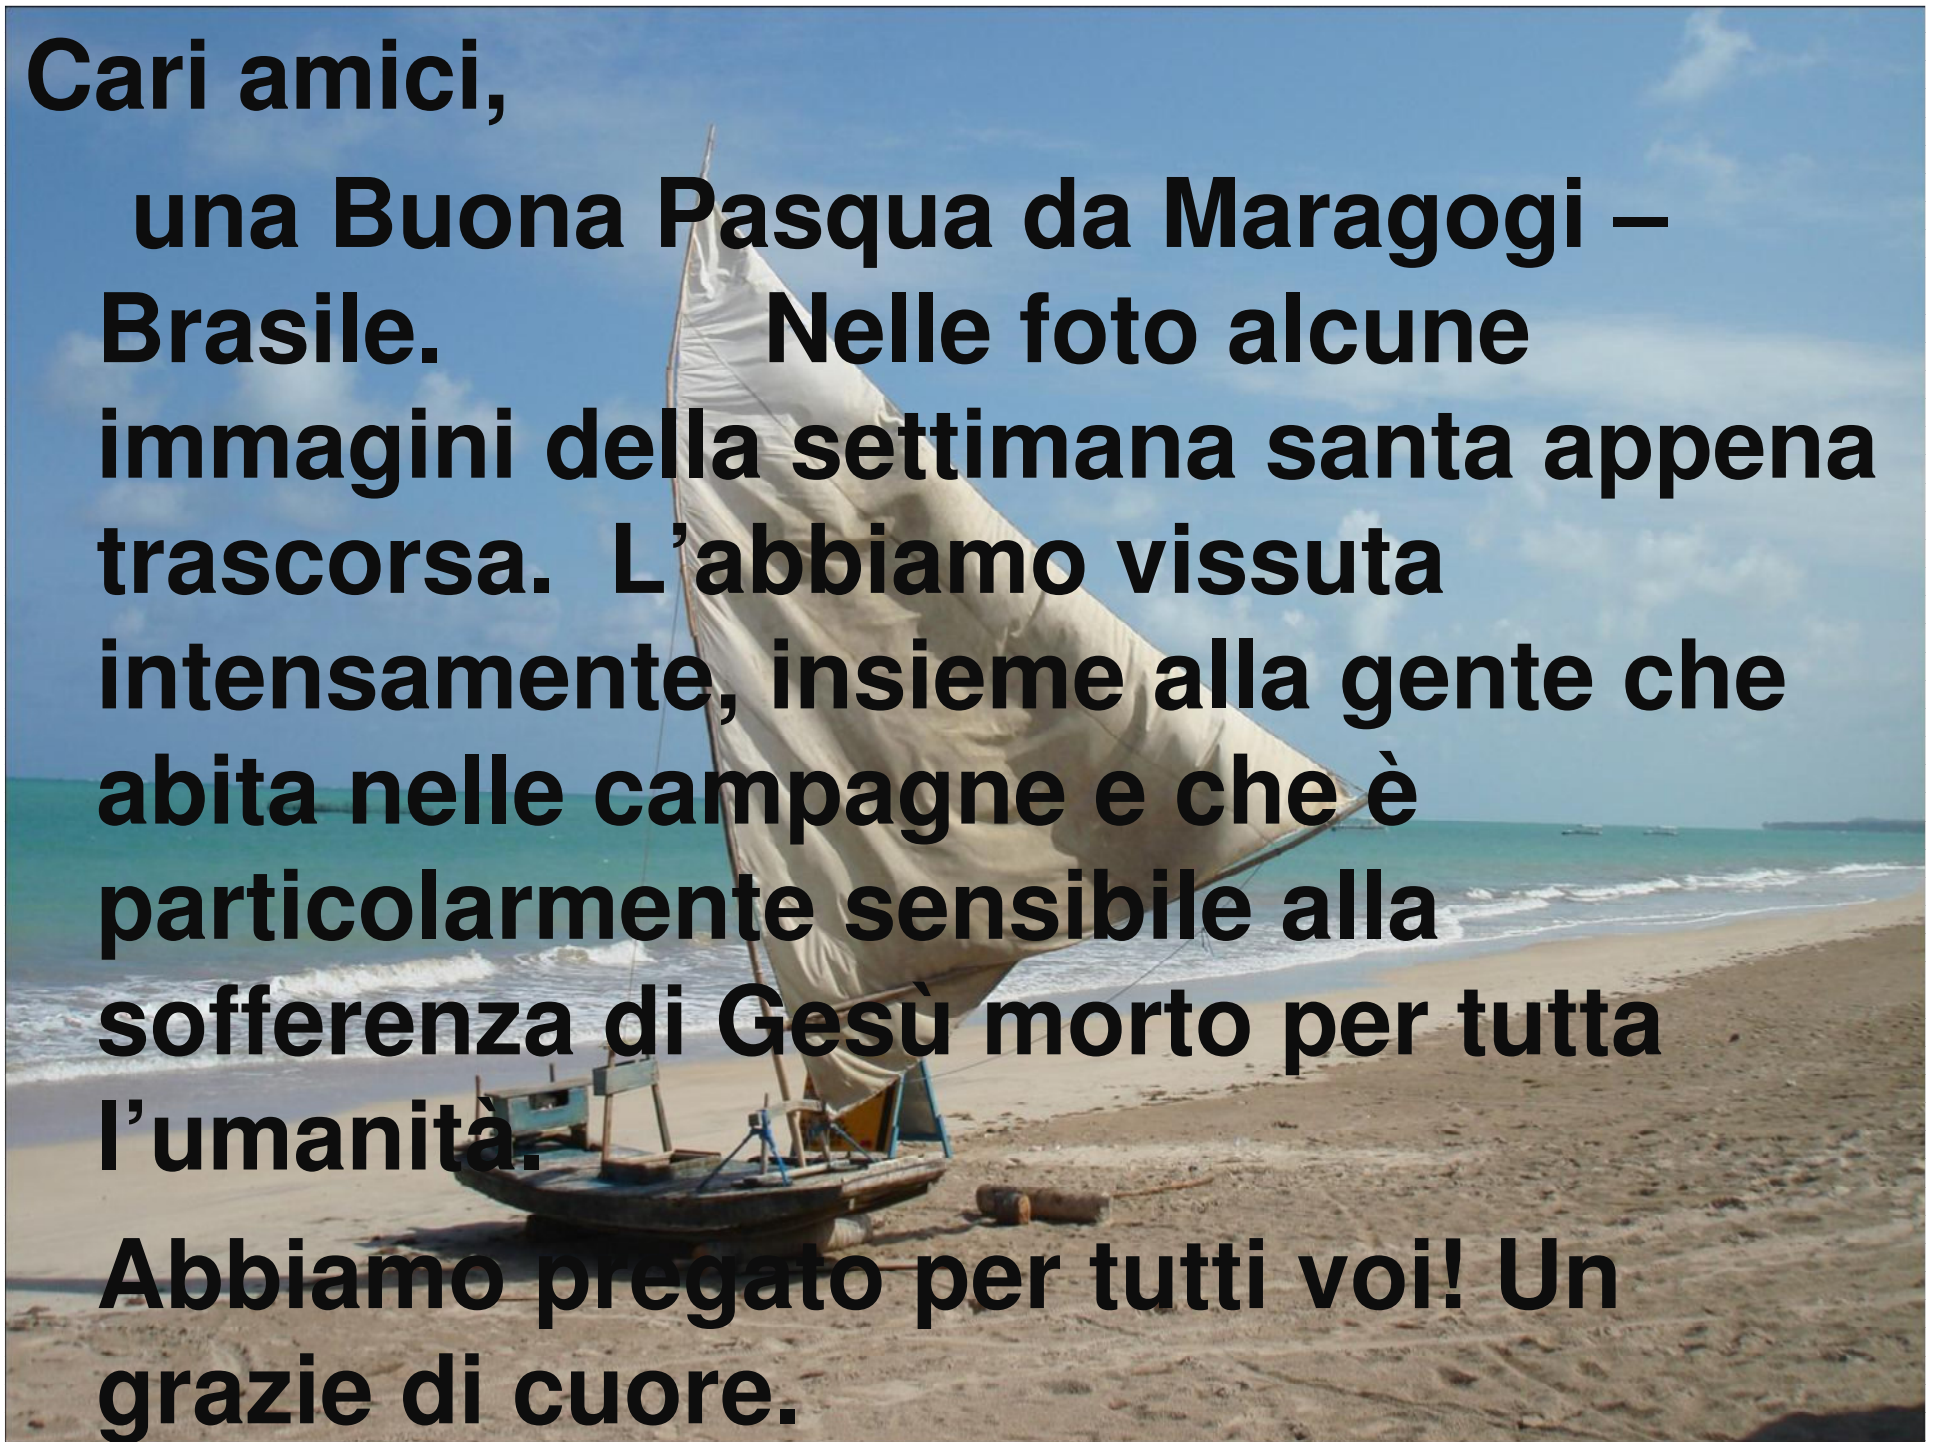 Cari amici,
una Buona Pasqua da Maragogi –
Brasile. Nelle foto alcune
immagini della settimana santa appena
trascorsa. L’abbiamo vissuta
intensamente, insieme alla gente che
abita nelle campagne e che è
particolarmente sensibile alla
sofferenza di Gesù morto per tutta
l’umanità.
Abbiamo pregato per tutti voi! Un
grazie di cuore.